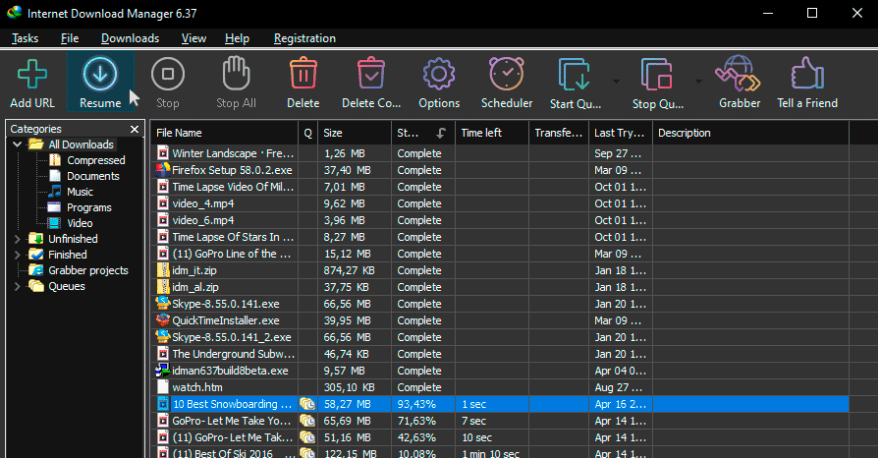 Internet Download Manager 6.37
Tasks File Downloads View Help Registration
Add URL Resume Stop Stop All Delete Delete Co... Options Scheduler Start Qu... Stop Qu... Grabber Tell a Friend
Categories
All Downloads
Compressed
Documents
Music
Programs
Video
Unfinished
Finished
Grabber projects
Queues
File Name Q Size St... Time left Transfe... Last Try... Description
Winter Landscape · Fre... 1,26 MB Complete Sep 27 ...
Firefox Setup 58.0.2.exe 37,40 MB Complete Mar 09 ...
Time Lapse Video Of Mil... 7,01 MB Complete Oct 01 1...
video_4.mp4 9,62 MB Complete Oct 01 1...
video_6.mp4 3,96 MB Complete Oct 01 1...
Time Lapse Of Stars In ... 8,27 MB Complete Oct 01 1...
(11) GoPro Line of the ... 15,12 MB Complete Mar 09 ...
idm_it.zip 874,27 KB Complete Jan 18 1...
idm_al.zip 37,75 KB Complete Jan 18 1...
Skype-8.55.0.141.exe 66,56 MB Complete Jan 20 1...
QuickTimeInstaller.exe 39,95 MB Complete Mar 09 ...
Skype-8.55.0.141_2.exe 66,56 MB Complete Jan 20 1...
The Underground Subw... 46,74 KB Complete Jan 20 1...
idman637build8beta.exe 9,57 MB Complete Apr 04 0...
watch.htm 305,10 KB Complete Aug 27 ...
10 Best Snowboarding ... 58,27 MB 93,43% 1 sec Apr 16 2...
GoPro- Let Me Take Yo... 65,69 MB 71,63% 7 sec Apr 14 1...
(11) GoPro- Let Me Tak... 51,16 MB 42,63% 10 sec Apr 14 1...
(11) Best Of Ski 2016 ... 122,15 MB 10,08% 1 min 10 sec Apr 14 1...